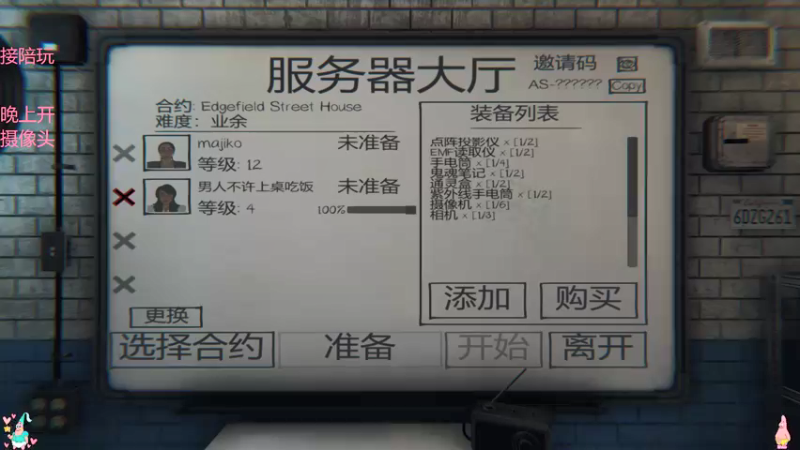 接陪玩
晚上开
摄像头
服务器大厅
邀请码
AS-??????
Copy
合约: Edgefield Street House
难度: 业余
majiko
未准备
等级: 12
男人不许上桌吃饭
未准备
等级: 4
100%
装备列表
点阵投影仪 x [1/2]
EMF读取仪 x [1/2]
手电筒 x [1/4]
鬼魂笔记 x [1/2]
通灵盒 x [1/2]
紫外线手电筒 x [1/2]
摄像机 x [1/6]
相机 x [1/3]
添加
购买
更换
选择合约
准备
开始
离开
6DZG261